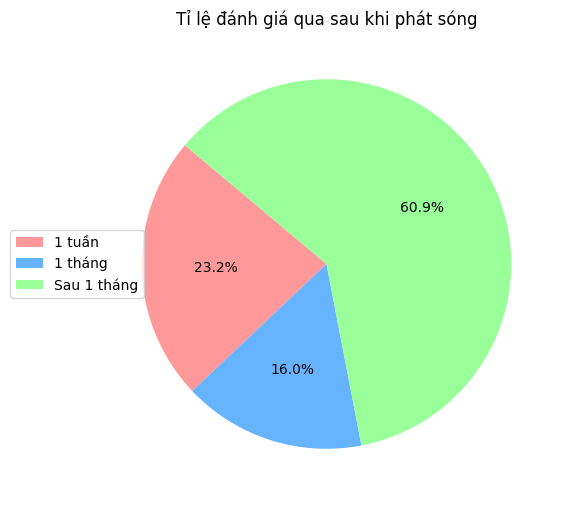 Tỉ lệ đánh giá qua sau khi phát sóng
60.9%
1 tuần
1 tháng
Sau 1 tháng
23.2%
16.0%